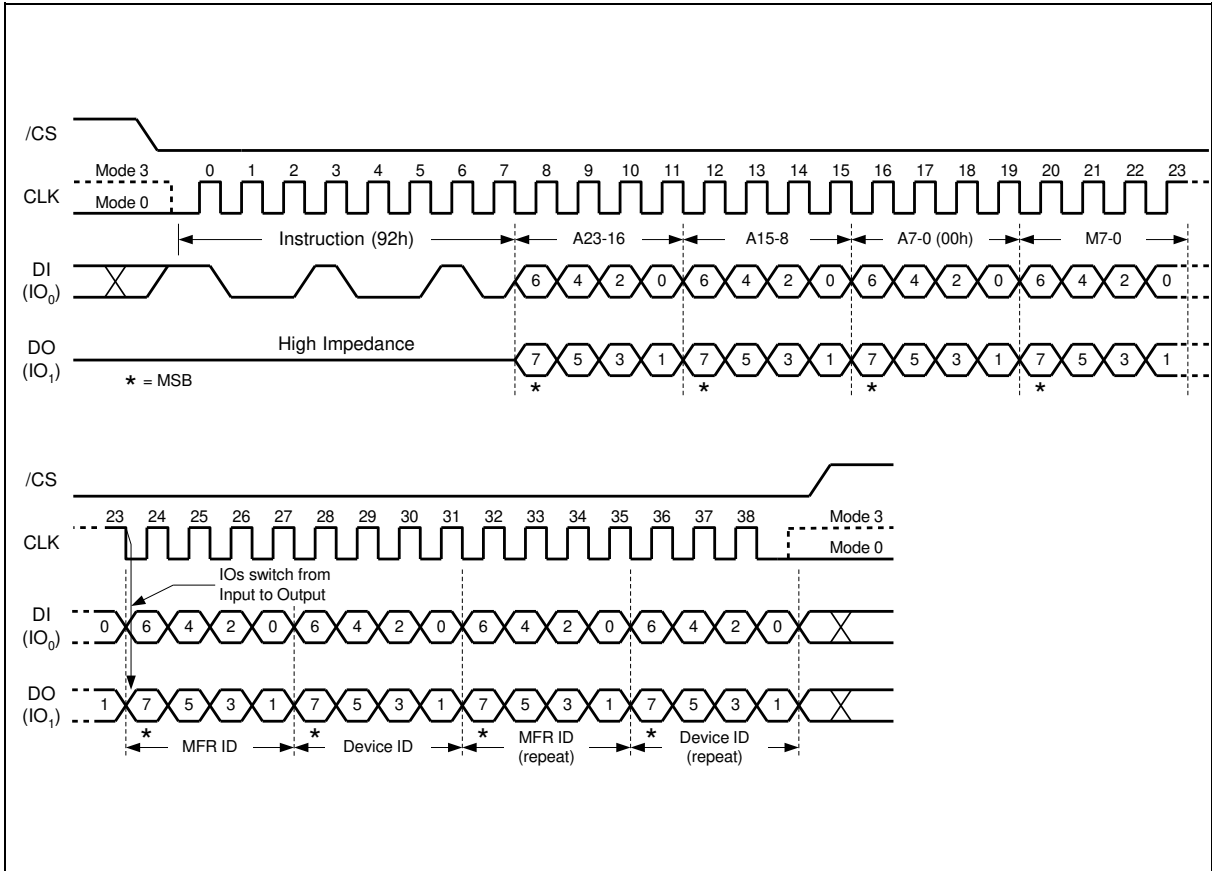 /CS
Mode 3 0 1 2 3 4 5 6 7 8 9 10 11 12 13 14 15 16 17 18 19 20 21 22 23
CLK
Mode 0
Instruction (92h) A23-16 A15-8 A7-0 (00h) M7-0
DI
(IO0)
6 4 2 0 6 4 2 0 6 4 2 0 6 4 2 0
High Impedance
DO
(IO1)
7 5 3 1 7 5 3 1 7 5 3 1 7 5 3 1
* = MSB
* * * *
/CS
23 24 25 26 27 28 29 30 31 32 33 34 35 36 37 38 Mode 3
CLK
Mode 0
IOs switch from
Input to Output
DI
(IO0)
0 6 4 2 0 6 4 2 0 6 4 2 0 6 4 2 0
DO
(IO1)
1 7 5 3 1 7 5 3 1 7 5 3 1 7 5 3 1
* * * *
MFR ID Device ID MFR ID
(repeat)
Device ID
(repeat)